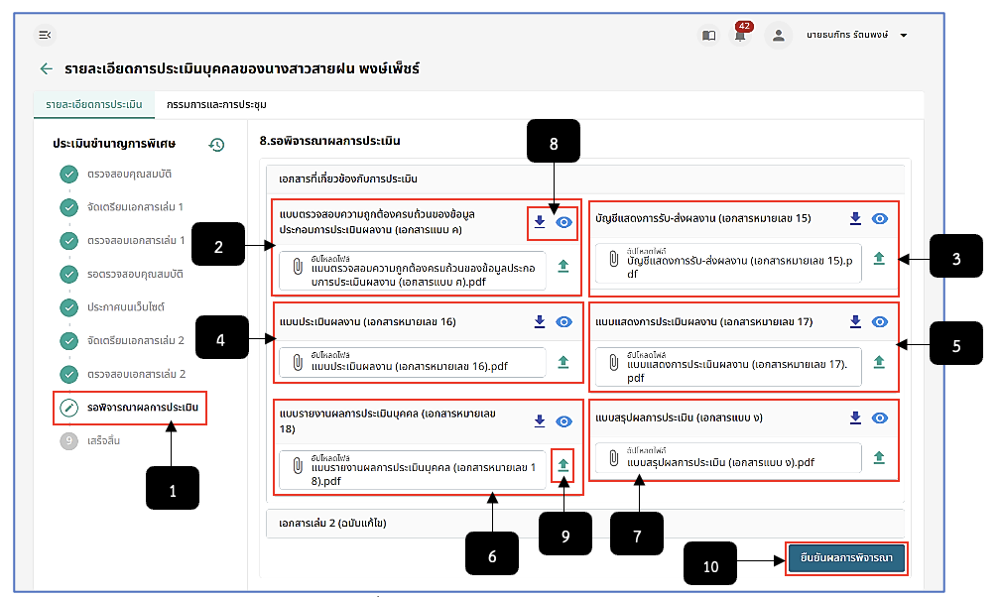 42
นายธนภัทร รัตนพงษ์
รายละเอียดการประเมินบุคคลของนางสาวสายฝน พงษ์เพ็ชร์
รายละเอียดการประเมิน
กรรมการและการประชุม
ประเมินชำนาญการพิเศษ
ตรวจสอบคุณสมบัติ
จัดเตรียมเอกสารเล่ม 1
ตรวจสอบเอกสารเล่ม 1
รอตรวจสอบคุณสมบัติ
ประกาศบนเว็บไซต์
จัดเตรียมเอกสารเล่ม 2
ตรวจสอบเอกสารเล่ม 2
รอพิจารณาผลการประเมิน
9 เสร็จสิ้น
1
8.รอพิจารณาผลการประเมิน
8
เอกสารที่เกี่ยวข้องกับการประเมิน
2
แบบตรวจสอบความถูกต้องครบถ้วนของข้อมูล
ประกอบการประเมินผลงาน (เอกสารแบบ ค)
อัปโหลดไฟล์
แบบตรวจสอบความถูกต้องครบถ้วนของข้อมูลประกอ
บการประเมินผลงาน (เอกสารแบบ ค).pdf
บัญชีแสดงการรับ-ส่งผลงาน (เอกสารหมายเลข 15)
อัปโหลดไฟล์
บัญชีแสดงการรับ-ส่งผลงาน (เอกสารหมายเลข 15).p
df
3
4
แบบประเมินผลงาน (เอกสารหมายเลข 16)
อัปโหลดไฟล์
แบบประเมินผลงาน (เอกสารหมายเลข 16).pdf
แบบแสดงการประเมินผลงาน (เอกสารหมายเลข 17)
อัปโหลดไฟล์
แบบแสดงการประเมินผลงาน (เอกสารหมายเลข 17).
pdf
5
แบบรายงานผลการประเมินบุคคล (เอกสารหมายเลข
18)
อัปโหลดไฟล์
แบบรายงานผลการประเมินบุคคล (เอกสารหมายเลข 1
8).pdf
แบบสรุปผลการประเมิน (เอกสารแบบ ง)
อัปโหลดไฟล์
แบบสรุปผลการประเมิน (เอกสารแบบ ง).pdf
เอกสารเล่ม 2 (ฉบับแก้ไข)
6
9
7
10
ยืนยันผลการพิจารณา